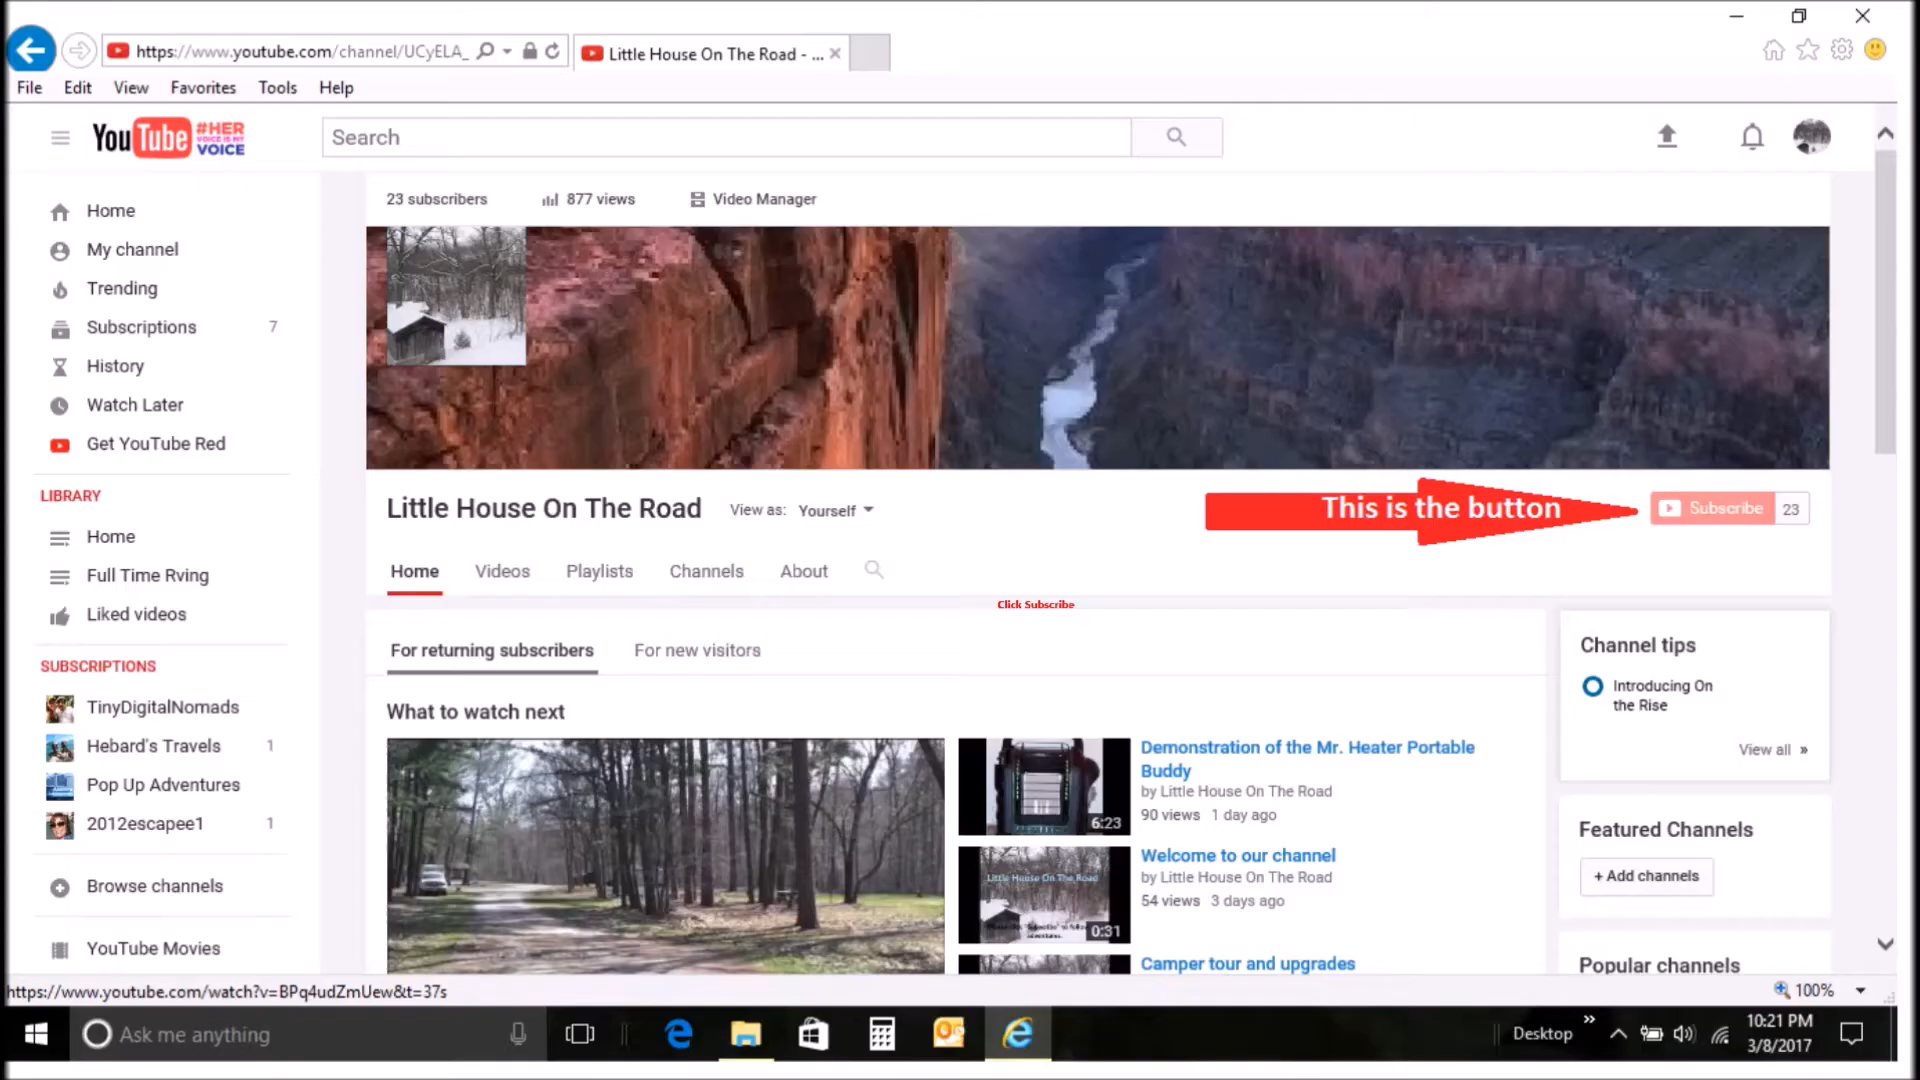 https://www.youtube.com/channel/UCyELA_
Little House On The Road - ...
File Edit View Favorites Tools Help
YouTube #HER VOICE IS MY VOICE
Search
23 subscribers 877 views Video Manager
Home
My channel
Trending
Subscriptions 7
History
Watch Later
Get YouTube Red
LIBRARY
Home
Full Time Rving
Liked videos
SUBSCRIPTIONS
TinyDigitalNomads
Hebard's Travels 1
Pop Up Adventures
2012escapee1 1
Browse channels
YouTube Movies
Little House On The Road View as: Yourself
This is the button
Subscribe 23
Home Videos Playlists Channels About
Click Subscribe
For returning subscribers For new visitors
What to watch next
6:23
Demonstration of the Mr. Heater Portable
Buddy
by Little House On The Road
90 views 1 day ago
Little House On The Road
0:31
Welcome to our channel
by Little House On The Road
54 views 3 days ago
Camper tour and upgrades
Channel tips
Introducing On
the Rise
View all »
Featured Channels
+ Add channels
Popular channels
https://www.youtube.com/watch?v=BPq4udZmUew&t=37s
100%
Ask me anything
Desktop
10:21 PM
3/8/2017